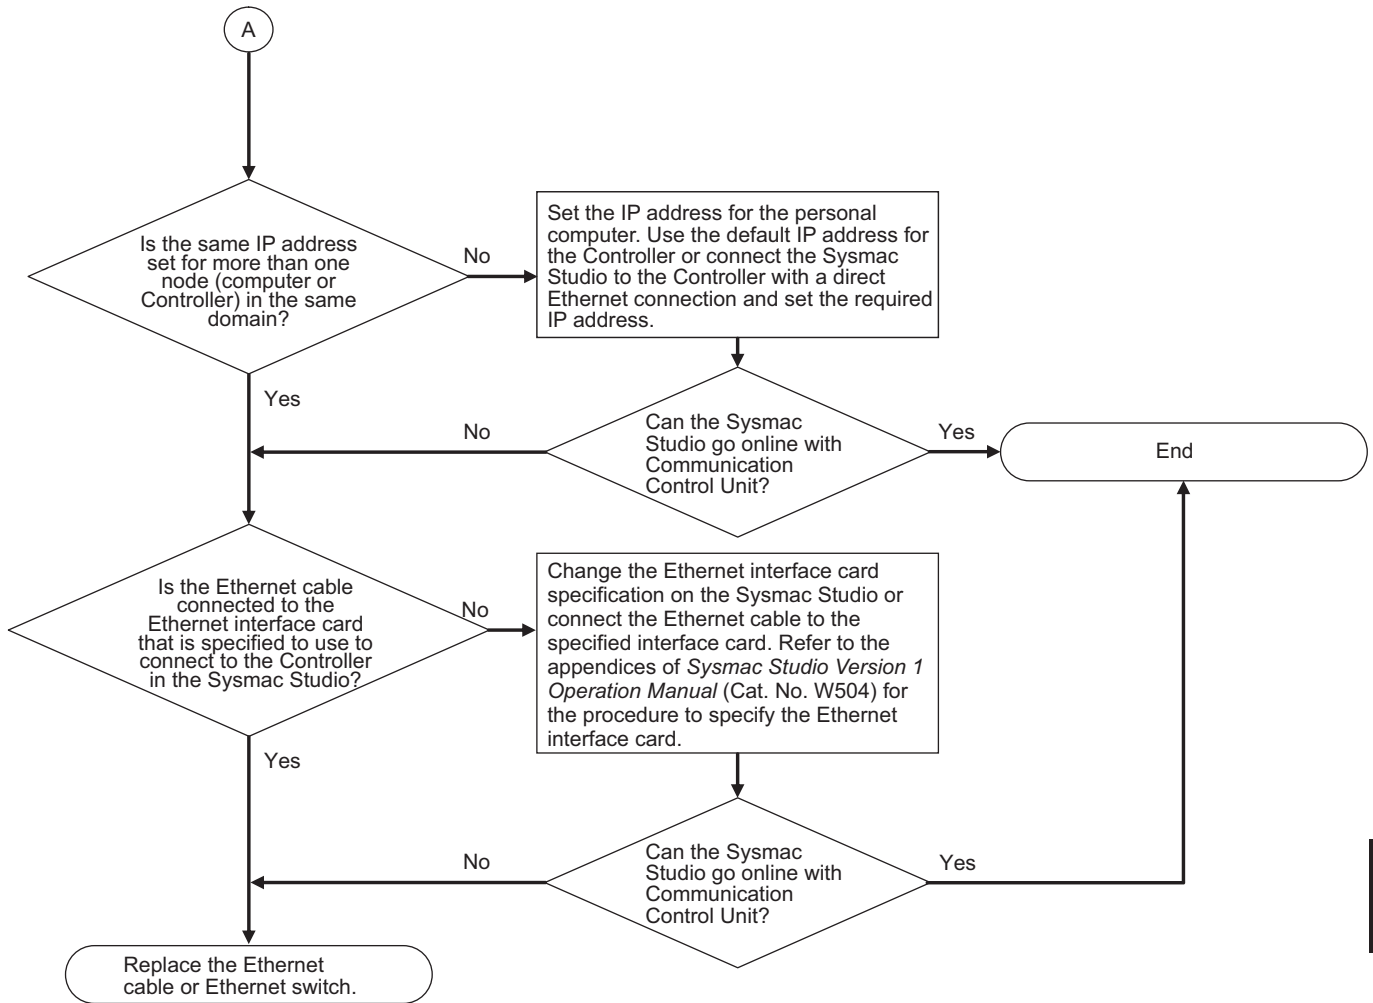 A
Is the same IP address
set for more than one
node (computer or
Controller) in the same
domain?
No
Set the IP address for the personal
computer. Use the default IP address for
the Controller or connect the Sysmac
Studio to the Controller with a direct
Ethernet connection and set the required
IP address.
Yes
No
Can the Sysmac
Studio go online with
Communication
Control Unit?
Yes
End
Is the Ethernet cable
connected to the
Ethernet interface card
that is specified to use to
connect to the Controller
in the Sysmac Studio?
No
Change the Ethernet interface card
specification on the Sysmac Studio or
connect the Ethernet cable to the
specified interface card. Refer to the
appendices of Sysmac Studio Version 1
Operation Manual (Cat. No. W504) for
the procedure to specify the Ethernet
interface card.
Yes
No
Can the Sysmac
Studio go online with
Communication
Control Unit?
Yes
Replace the Ethernet
cable or Ethernet switch.